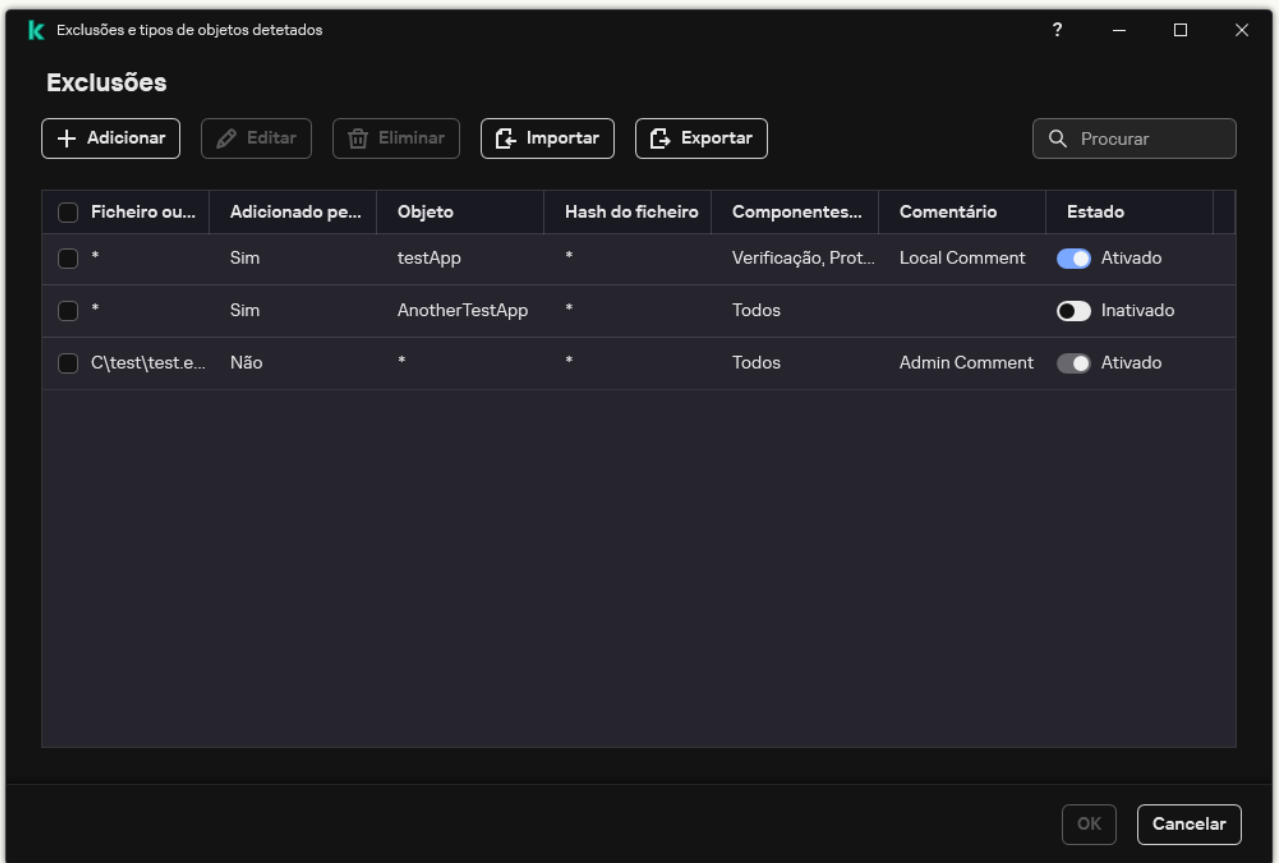 Exclusões e tipos de objetos detetados ?
Exclusões
Adicionar Editar Eliminar Importar Exportar Procurar
Ficheiro ou... Adicionado pe... Objeto Hash do ficheiro Componentes... Comentário Estado
* Sim testApp * Verificação, Prot... Local Comment Ativado
* Sim AnotherTestApp * Todos Inativado
C\test\test.e... Não * * Todos Admin Comment Ativado
OK Cancelar